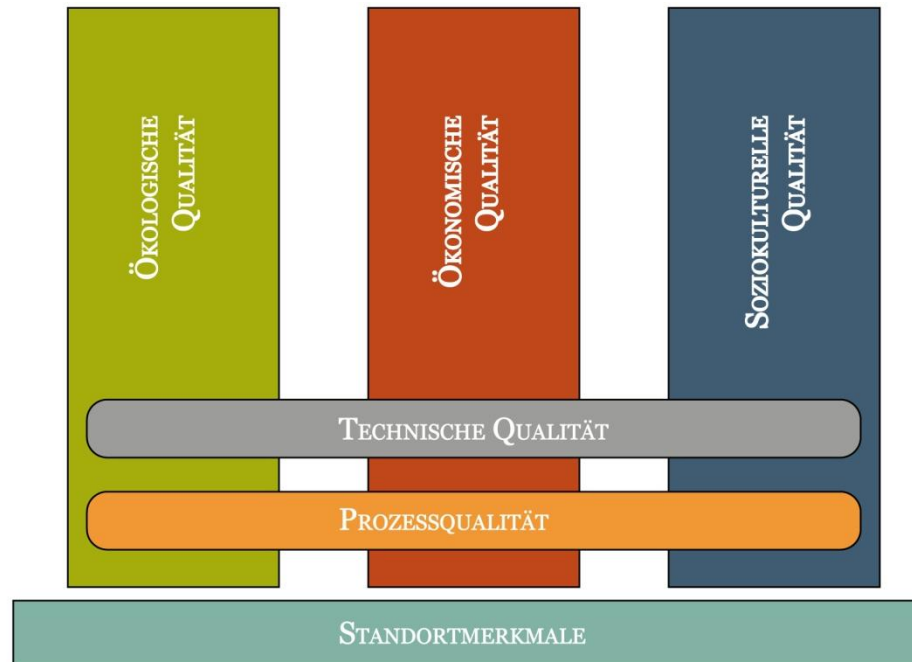 Ökologische
Qualität
Ökonomische
Qualität
Soziokulturelle
Qualität
Technische Qualität
Prozessqualität
Standortmerkmale